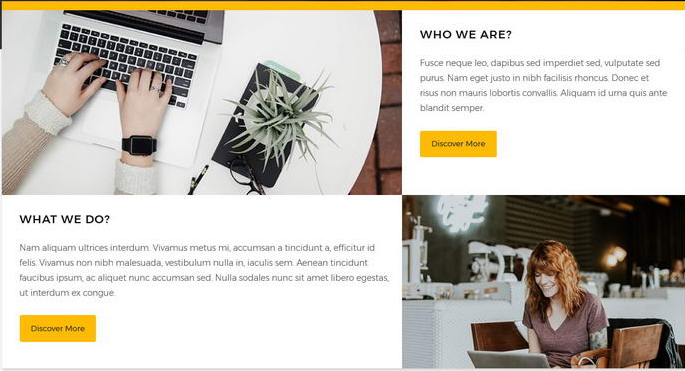 WHO WE ARE?
Fusce neque leo, dapibus sed imperdiet sed, vulputate sed
purus. Nam eget justo in nibh facilisis rhoncus. Donec et
risus non mauris lobortis convallis. Aliquam id urna quis ante
blandit semper.
Discover More
WHAT WE DO?
Nam aliquam ultrices interdum. Vivamus metus mi, accumsan a tincidunt a, efficitur id
felis. Vivamus non nibh malesuada, vestibulum nulla in, iaculis sem. Aenean tincidunt
faucibus ipsum, ac aliquet nunc accumsan sed. Nulla sodales nunc sit amet libero egestas,
ut interdum ex congue.
Discover More